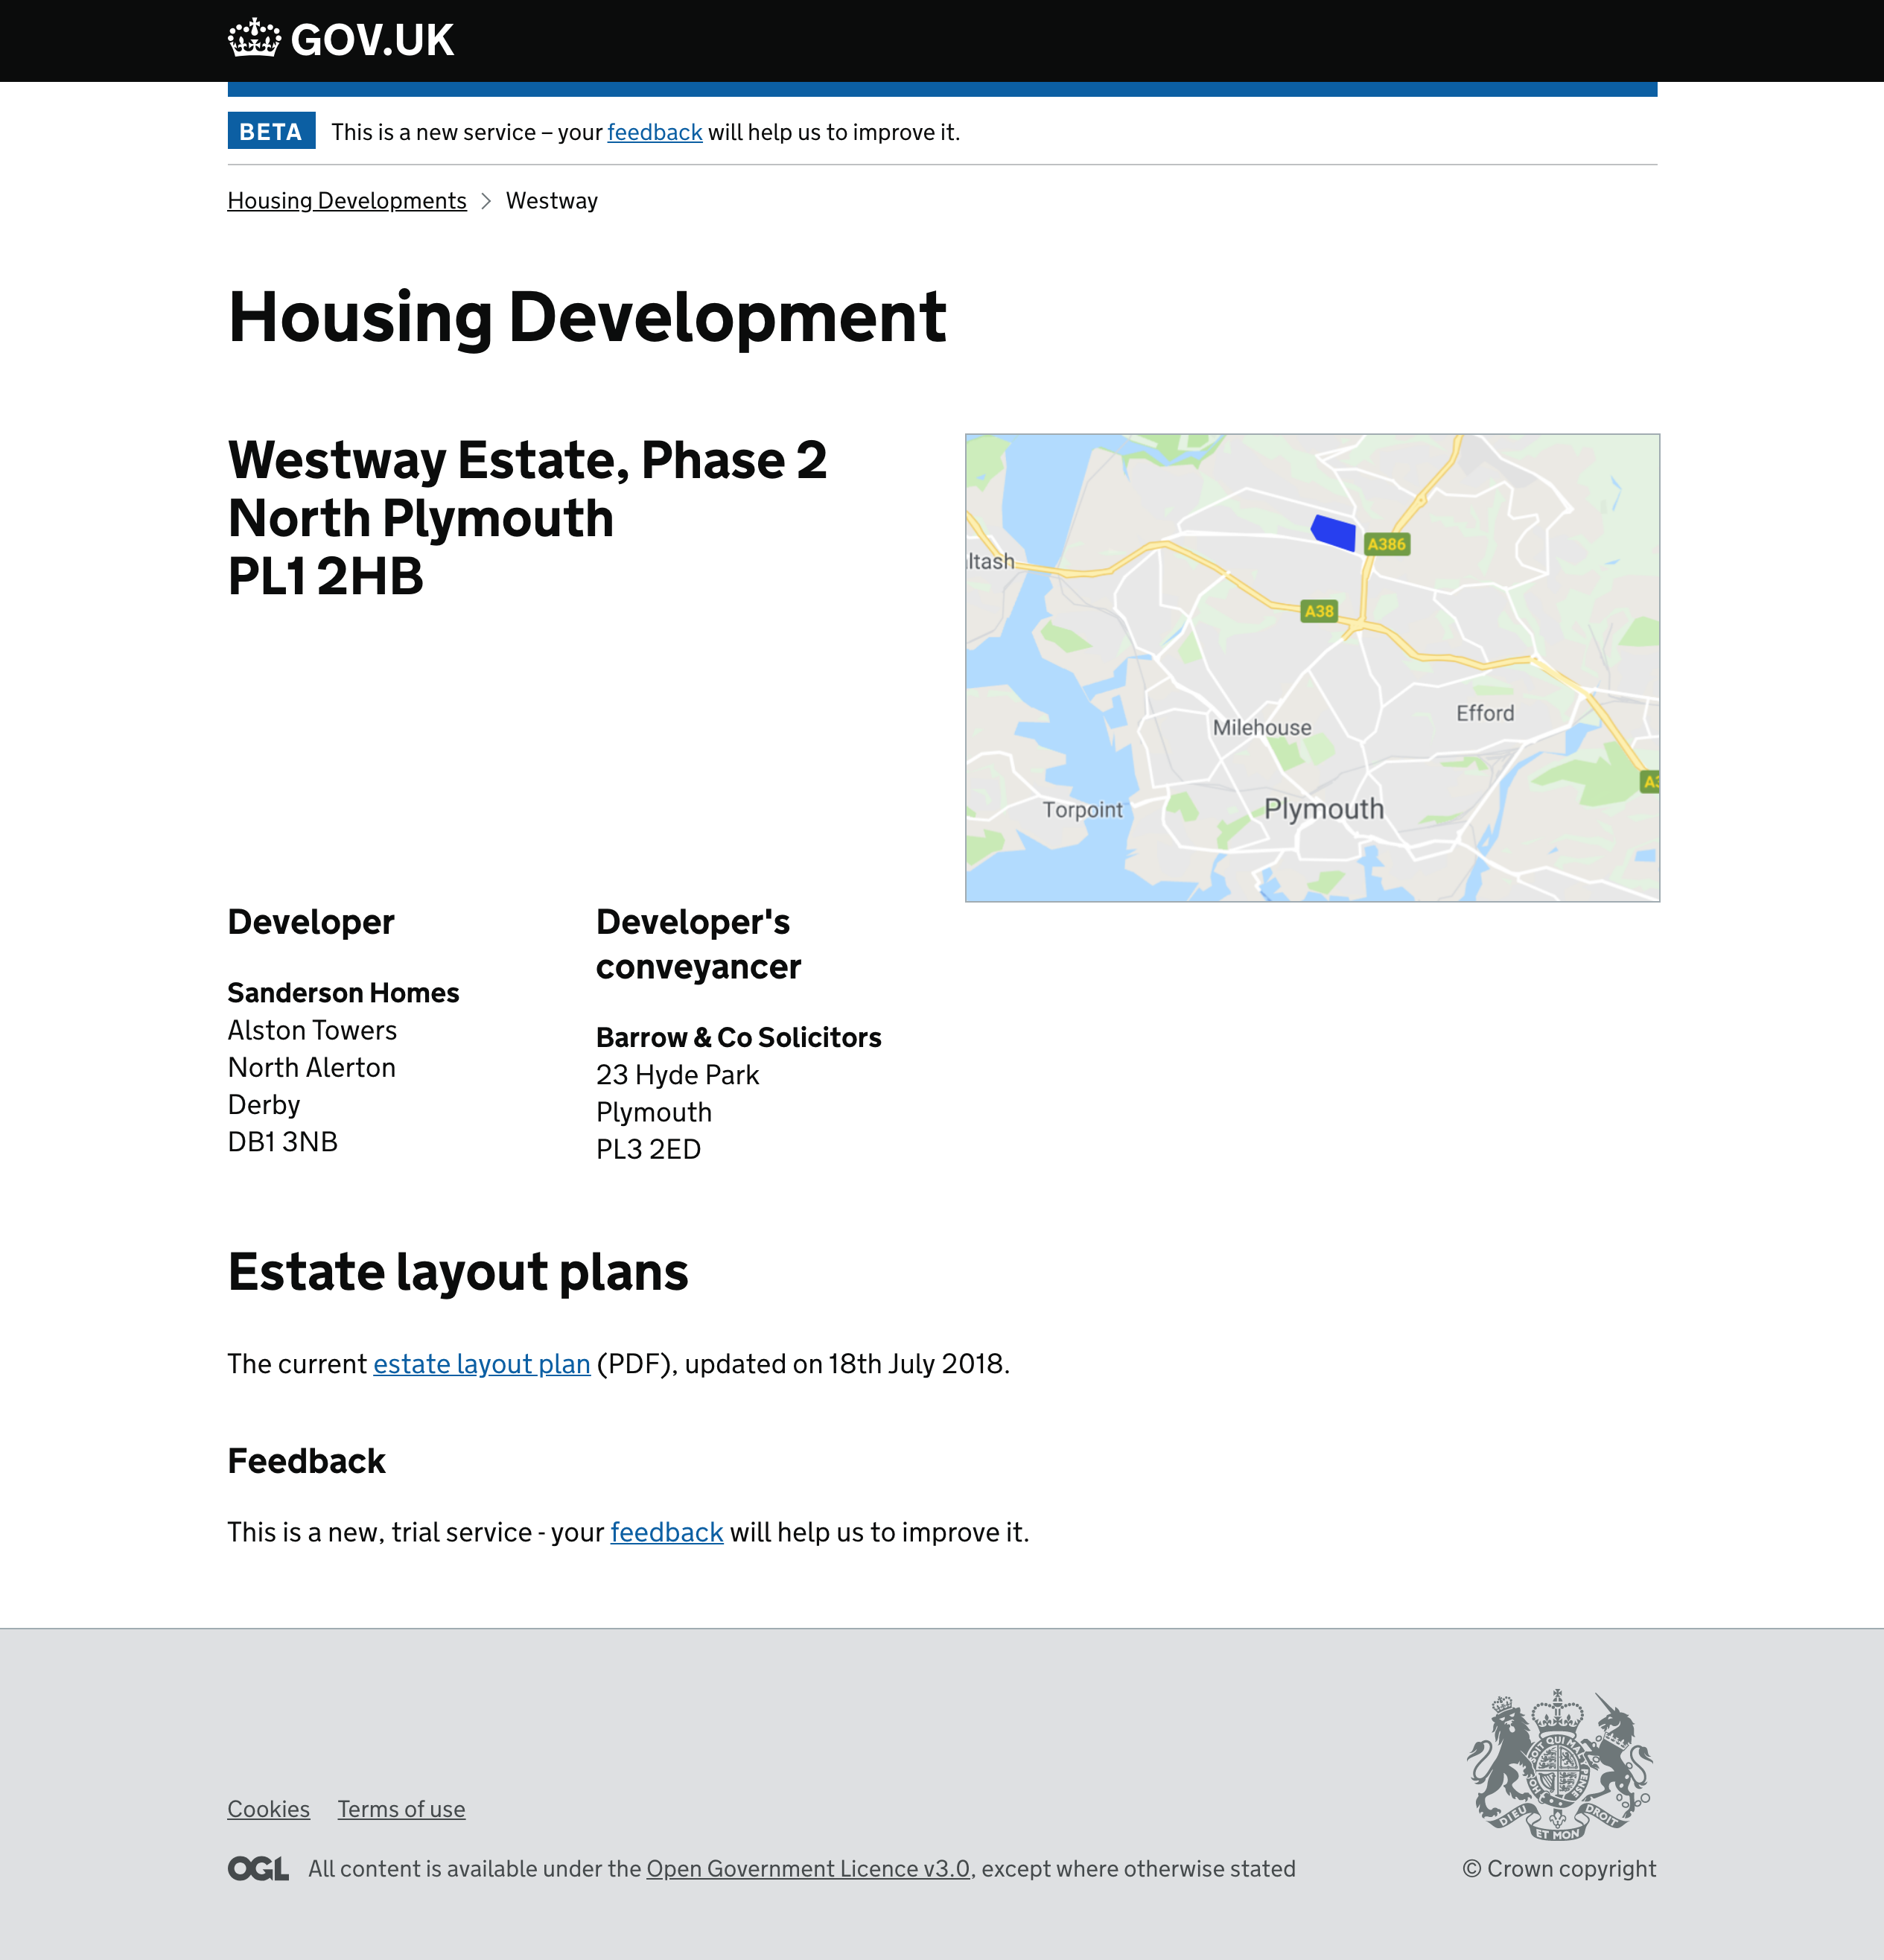 GOV.UK
BETA This is a new service – your feedback will help us to improve it.
Housing Developments Westway
Housing Development
Westway Estate, Phase 2
North Plymouth
PL1 2HB
A386
ltash
A38
Efford
Milehouse
A3
Torpoint
Plymouth
Developer
Sanderson Homes
Alston Towers
North Alerton
Derby
DB1 3NB
Developer's
conveyancer
Barrow & Co Solicitors
23 Hyde Park
Plymouth
PL3 2ED
Estate layout plans
The current estate layout plan (PDF), updated on 18th July 2018.
Feedback
This is a new, trial service - your feedback will help us to improve it.
Cookies Terms of use
OGL All content is available under the Open Government Licence v3.0, except where otherwise stated
SOIT QUI MAL
DIEU ET MON DROIT
© Crown copyright